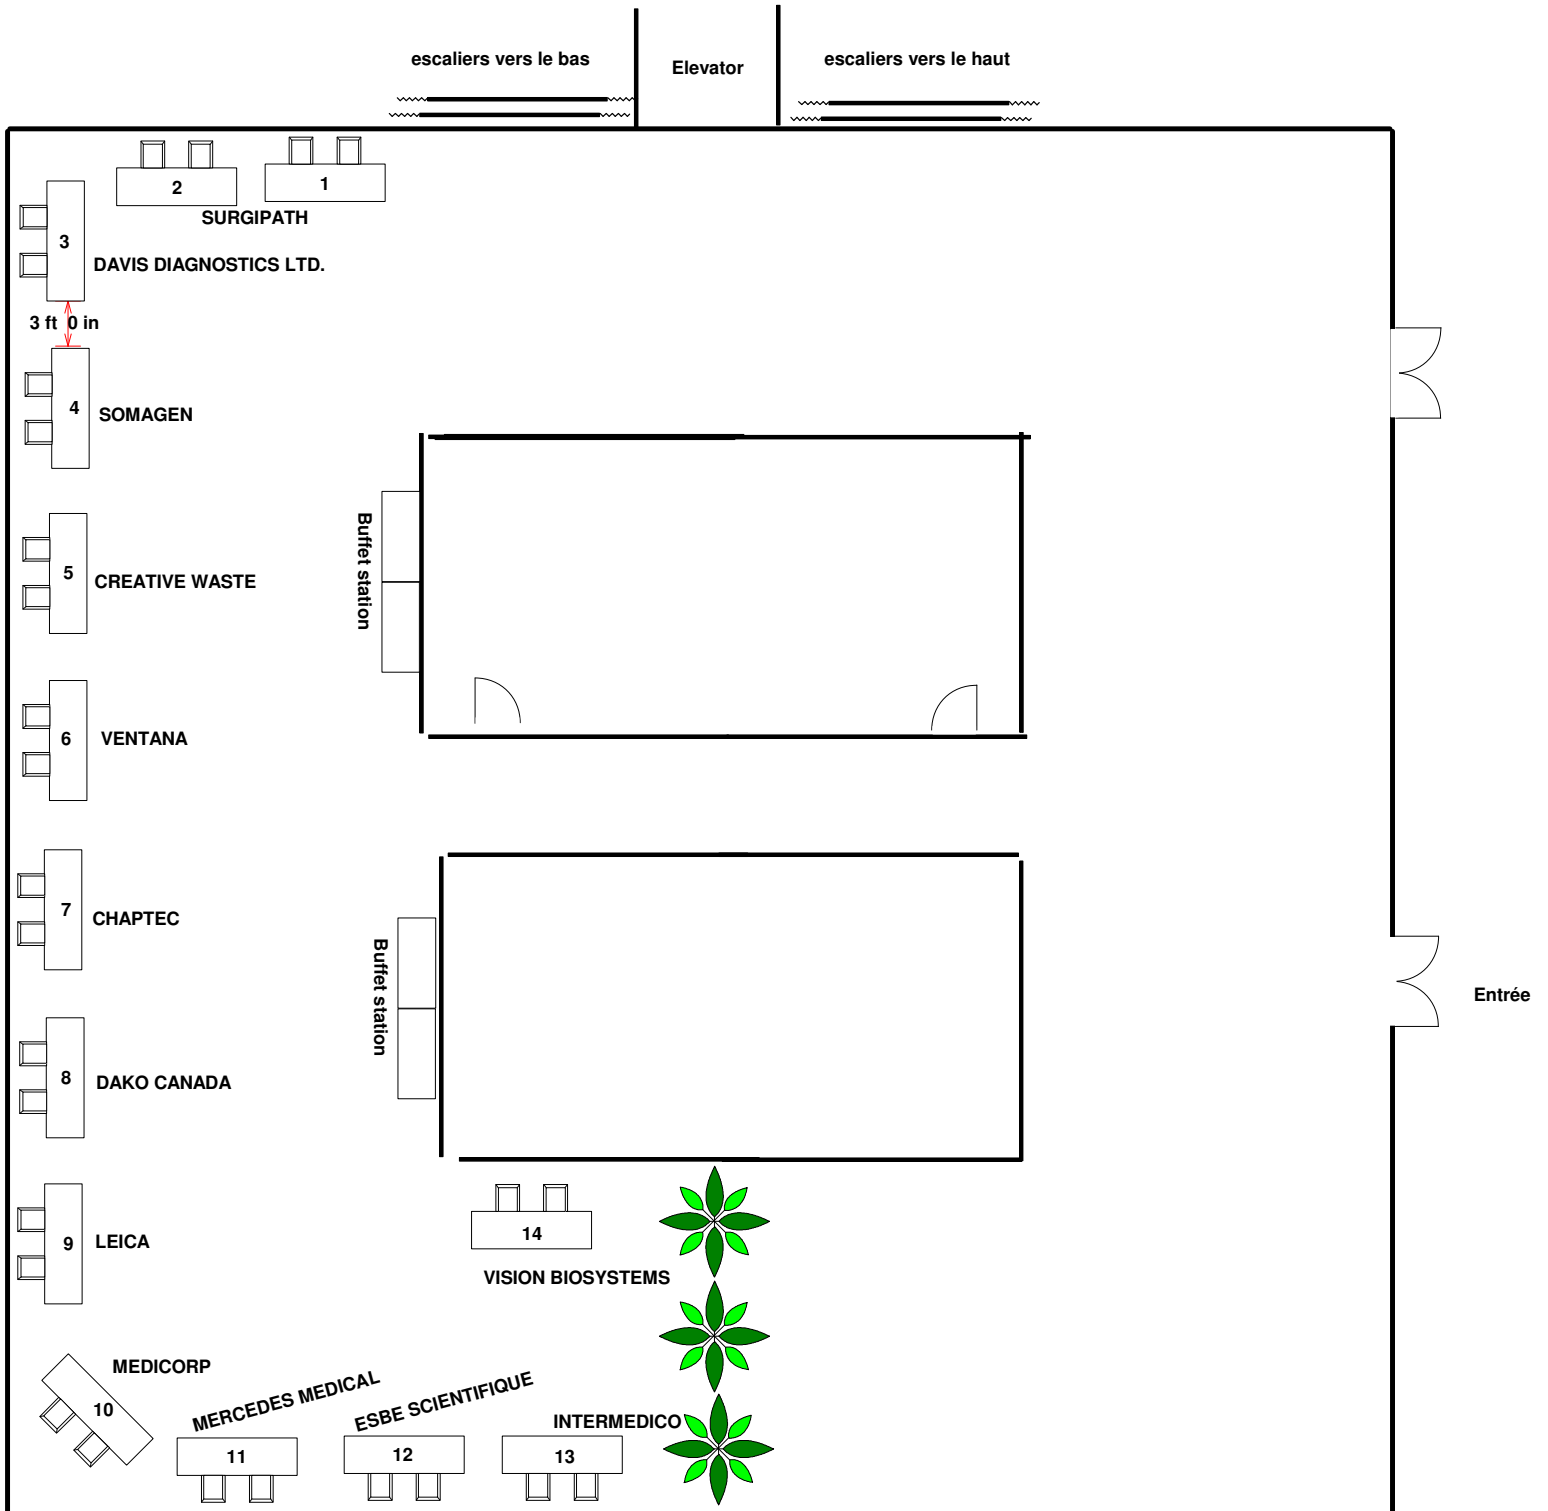 escaliers vers le bas
Elevator
escaliers vers le haut
2
1
SURGIPATH
3
DAVIS DIAGNOSTICS LTD.
3 ft 0 in
4
SOMAGEN
Buffet station
5
CREATIVE WASTE
6
VENTANA
7
CHAPTEC
Buffet station
Entrée
8
DAKO CANADA
14
9
LEICA
VISION BIOSYSTEMS
MEDICORP
10
MERCEDES MEDICAL
11
ESBE SCIENTIFIQUE
12
INTERMEDICO
13